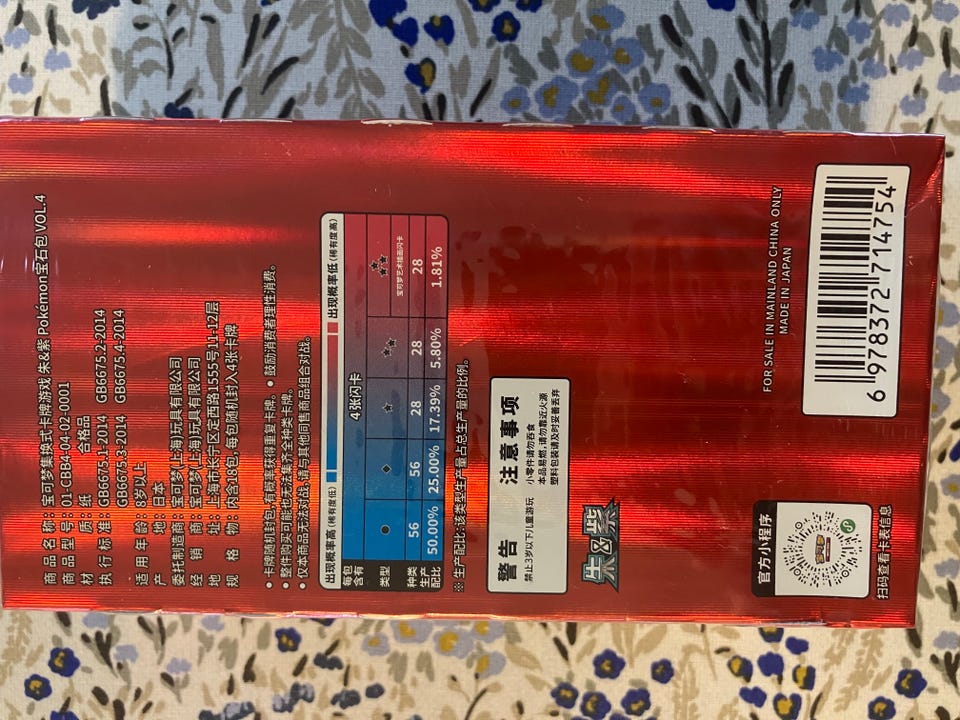 商品名称：宝可梦集换式卡牌游戏 朱&紫 Pokémon宝石包 VOL.4
商品型号：01-CBB4-04-02-0001
材　　质：纸　　合格品
执行标准：GB6675.1-2014　GB6675.2-2014
GB6675.3-2014　GB6675.4-2014
适用年龄：8岁以上
产　　地：日本
委托制造商：宝可梦(上海)玩具有限公司
经 销 商：宝可梦(上海)玩具有限公司
地　　址：上海市长宁区定西路1555号11-12层
规　　格　　物：内含18包,每包随机封入4张卡牌
• 卡牌随机封包,有概率获得重复卡牌。 • 鼓励消费者理性消费。
• 整件购买可能也无法集齐全种类卡牌。
• 仅本商品无法对战,请与其他同售商品组合对战。
出现概率高 (稀有度低) 出现概率低 (稀有度高)
每包含有 4张闪卡
类型 ● ◆ ★ ★★ ★★★
宝可梦艺术插画闪卡
种类 56 56 28 28 28
生产配比 50.00% 25.00% 17.39% 5.80% 1.81%
※生产配比:该类型生产量占总生产量的比例。
警告
禁止3岁以下儿童游玩
注意事项
小零件请勿吞食
本品易燃,请勿靠近火源
塑料包装请及时妥善丢弃
朱&紫
官方小程序
扫码查看卡表信息
FOR SALE IN MAINLAND CHINA ONLY
MADE IN JAPAN
6 978372 714754